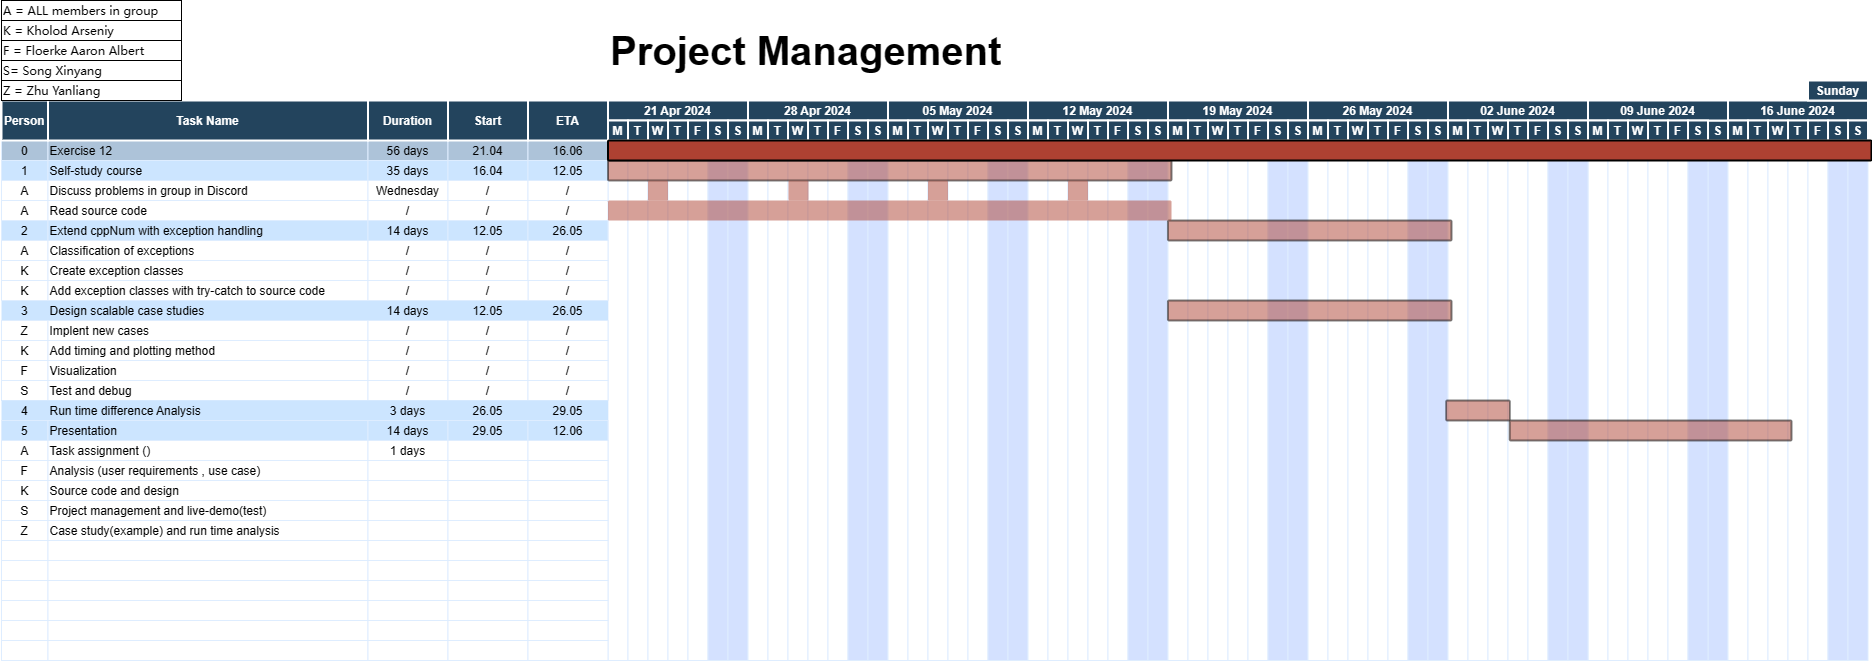 A = ALL members in group
K = Kholod Arseniy
F = Floerke Aaron Albert
S= Song Xinyang
Z = Zhu Yanliang
Project Management
Sunday
Person Task Name Duration Start ETA 21 Apr 2024 28 Apr 2024 05 May 2024 12 May 2024 19 May 2024 26 May 2024 02 June 2024 09 June 2024 16 June 2024
M T W T F S S M T W T F S S M T W T F S S M T W T F S S M T W T F S S M T W T F S S M T W T F S S M T W T F S S M T W T F S S
0 Exercise 12 56 days 21.04 16.06
1 Self-study course 35 days 16.04 12.05
A Discuss problems in group in Discord Wednesday / /
A Read source code / / /
2 Extend cppNum with exception handling 14 days 12.05 26.05
A Classification of exceptions / / /
K Create exception classes / / /
K Add exception classes with try-catch to source code / / /
3 Design scalable case studies 14 days 12.05 26.05
Z Implent new cases / / /
K Add timing and plotting method / / /
F Visualization / / /
S Test and debug / / /
4 Run time difference Analysis 3 days 26.05 29.05
5 Presentation 14 days 29.05 12.06
A Task assignment () 1 days
F Analysis (user requirements , use case)
K Source code and design
S Project management and live-demo(test)
Z Case study(example) and run time analysis